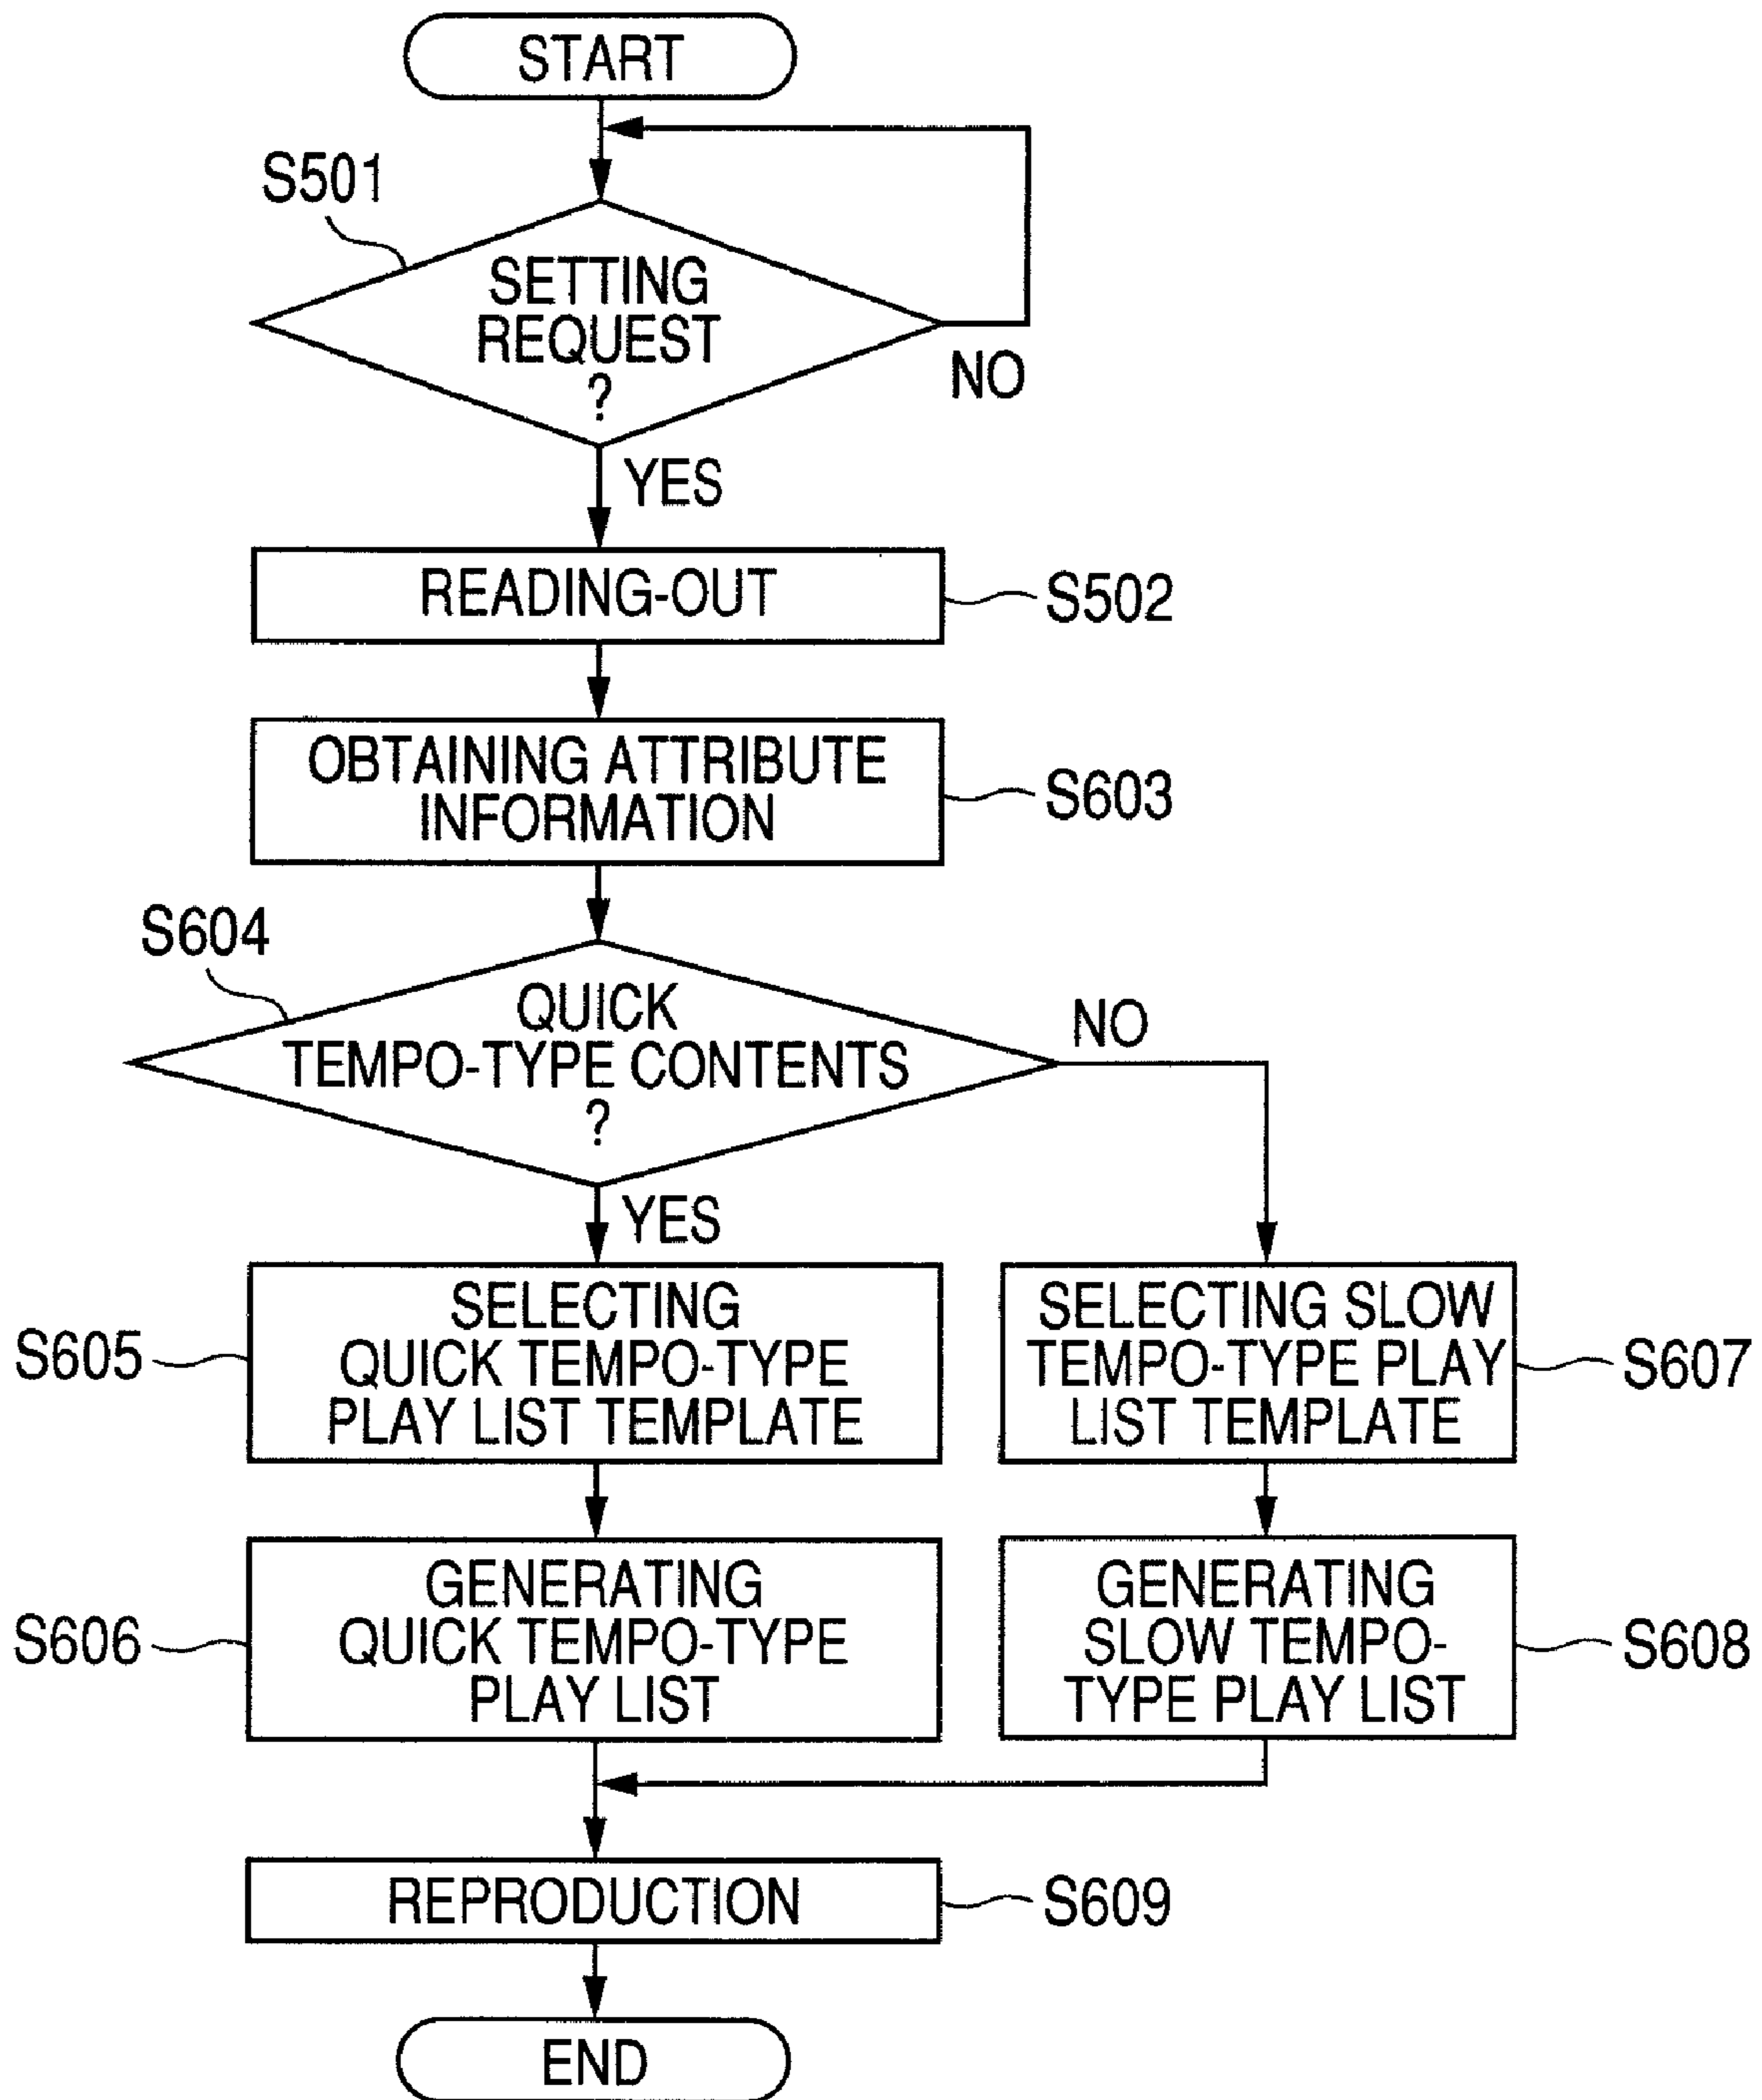 START
S501
SETTING
REQUEST
?
NO
YES
READING-OUT
S502
OBTAINING ATTRIBUTE
INFORMATION
S603
S604
QUICK
TEMPO-TYPE CONTENTS
?
NO
YES
S605
SELECTING
QUICK TEMPO-TYPE
PLAY LIST TEMPLATE
SELECTING SLOW
TEMPO-TYPE PLAY
LIST TEMPLATE
S607
S606
GENERATING
QUICK TEMPO-TYPE
PLAY LIST
GENERATING
SLOW TEMPO-
TYPE PLAY LIST
S608
REPRODUCTION
S609
END